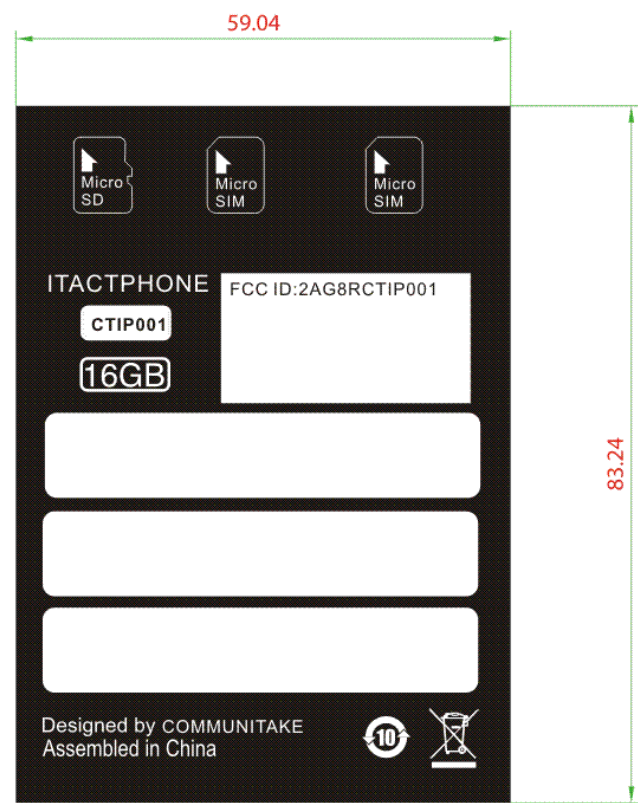 59.04
Micro
SD
Micro
SIM
Micro
SIM
ITACTPHONE
CTIP001
16GB
FCC ID:2AG8RCTIP001
83.24
Designed by COMMUNITAKE
Assembled in China
10